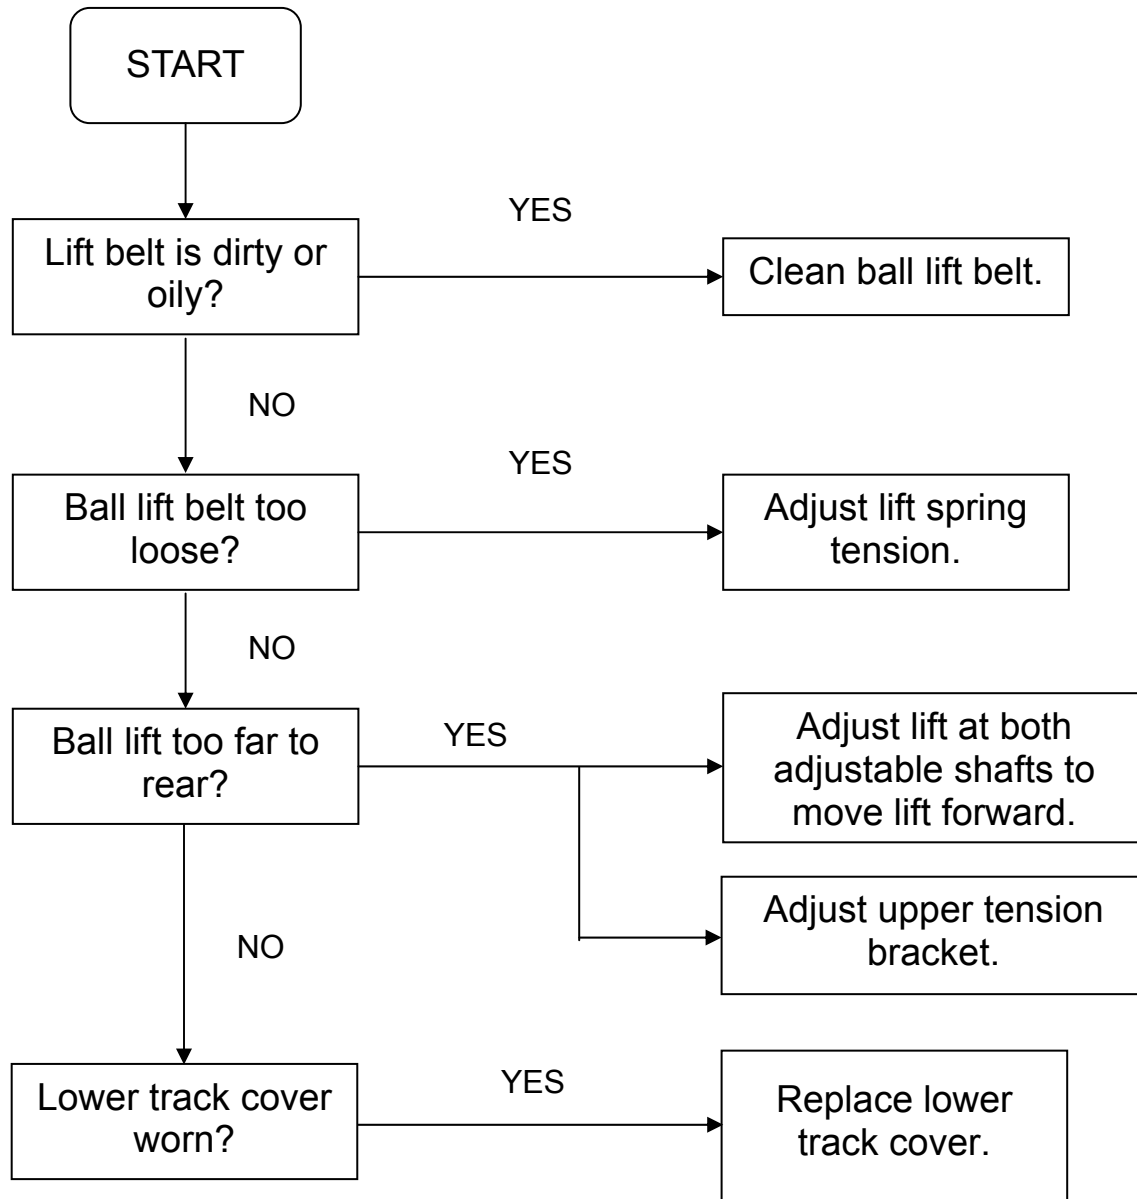 START
YES
Lift belt is dirty or
oily?
Clean ball lift belt.
NO
YES
Ball lift belt too
loose?
Adjust lift spring
tension.
NO
Ball lift too far to
rear?
YES
Adjust lift at both
adjustable shafts to
move lift forward.
Adjust upper tension
bracket.
NO
Lower track cover
worn?
YES
Replace lower
track cover.